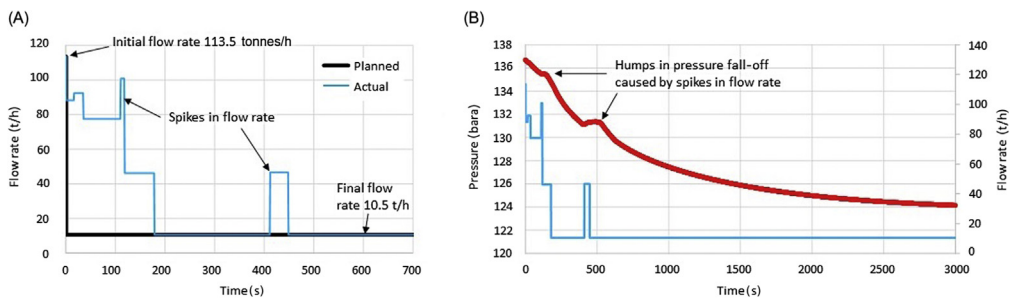 (A)
120
100
80
60
40
20
0
Flow rate (t/h)
0 100 200 300 400 500 600 700
Time (s)
Initial flow rate 113.5 tonnes/h
Planned
Actual
Spikes in flow rate
Final flow
rate 10.5 t/h
(B)
138
136
134
132
130
128
126
124
122
120
Pressure (bara)
0 500 1000 1500 2000 2500 3000
Time (s)
Humps in pressure fall-off
caused by spikes in flow rate
140
120
100
80
60
40
20
0
Flow rate (t/h)